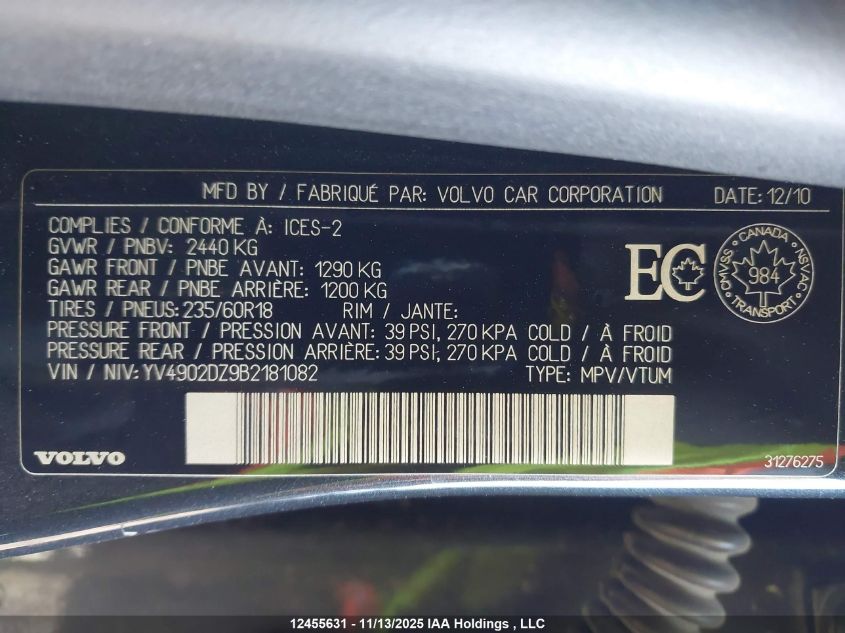 MFD BY / FABRIQUÉ PAR: VOLVO CAR CORPORATION DATE: 12/10
COMPLIES / CONFORME À: ICES-2
GVWR / PNBV: 2440 KG
GAWR FRONT / PNBE AVANT: 1290 KG
GAWR REAR / PNBE ARRIÈRE: 1200 KG
TIRES / PNEUS: 235/60R18 RIM / JANTE:
PRESSURE FRONT / PRESSION AVANT: 39 PSI, 270 KPA COLD / À FROID
PRESSURE REAR / PRESSION ARRIÈRE: 39 PSI, 270 KPA COLD / À FROID
VIN / NIV: YV4902DZ9B2181082 TYPE: MPV/VTUM
EC
CANADA
CMVSS 984 NSVAC
TRANSPORT
VOLVO
31276275
12455631 - 11/13/2025 IAA Holdings , LLC